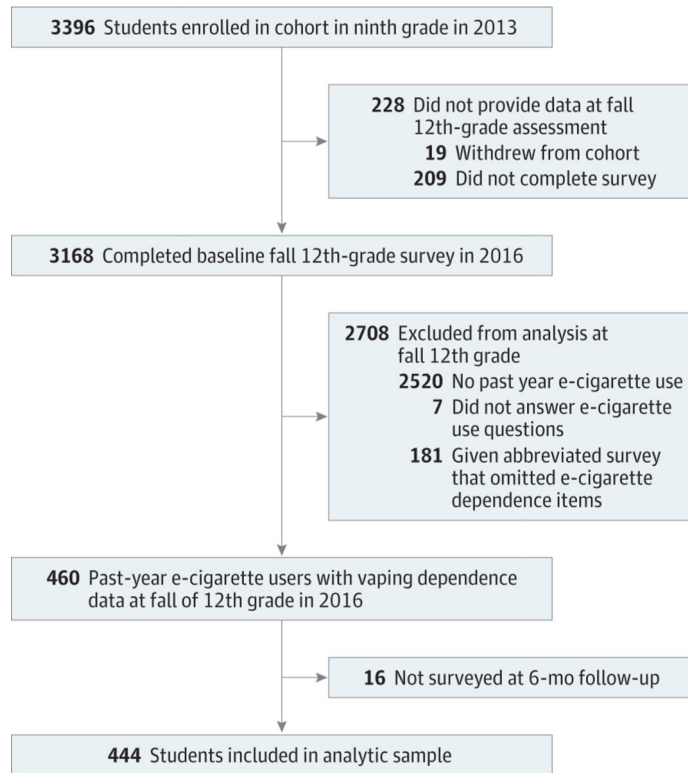 3396 Students enrolled in cohort in ninth grade in 2013
228 Did not provide data at fall
12th-grade assessment
19 Withdrew from cohort
209 Did not complete survey
3168 Completed baseline fall 12th-grade survey in 2016
2708 Excluded from analysis at
fall 12th grade
2520 No past year e-cigarette use
7 Did not answer e-cigarette
use questions
181 Given abbreviated survey
that omitted e-cigarette
dependence items
460 Past-year e-cigarette users with vaping dependence
data at fall of 12th grade in 2016
16 Not surveyed at 6-mo follow-up
444 Students included in analytic sample